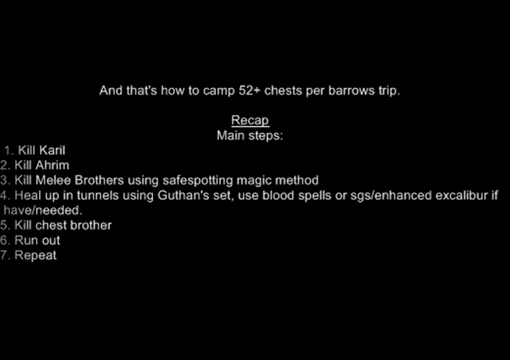 And that's how to camp 52+ chests per barrows trip.
Recap
Main steps:
1. Kill Karil
2. Kill Ahrim
3. Kill Melee Brothers using safespotting magic method
4. Heal up in tunnels using Guthan's set, use blood spells or sgs/enhanced excalibur if
have/needed.
5. Kill chest brother
6. Run out
7. Repeat